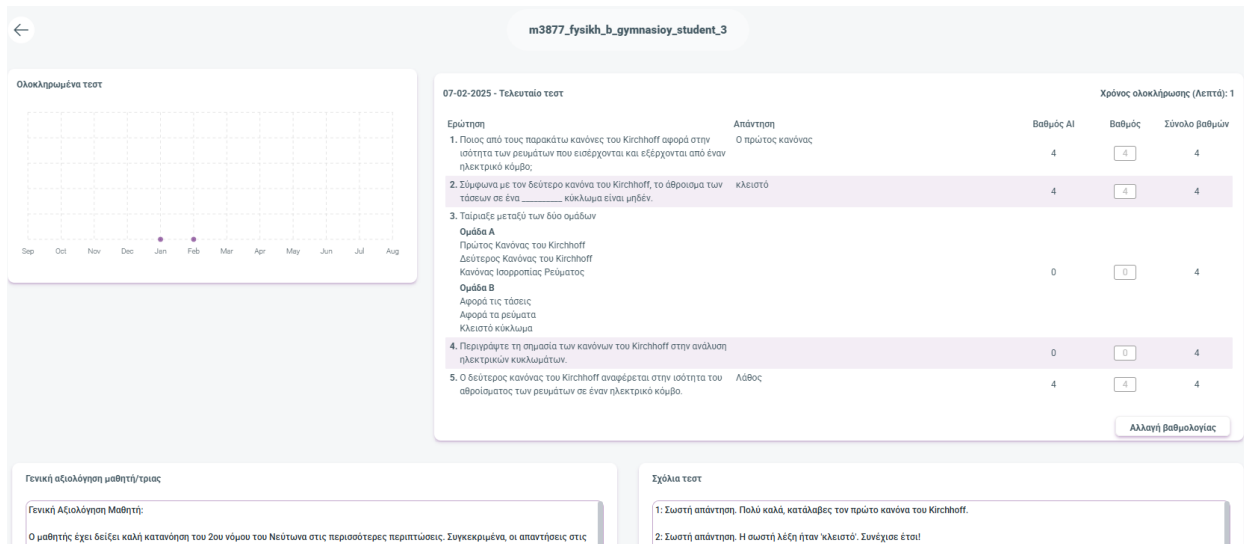 m3877_fysikh_b_gymnasioy_student_3
Ολοκληρωμένα τεστ
Sep Oct Nov Dec Jan Feb Mar Apr May Jun Jul Aug
07-02-2025 - Τελευταίο τεστ Χρόνος ολοκλήρωσης (Λεπτά): 1
Ερώτηση Απάντηση Βαθμός AI Βαθμός Σύνολο βαθμών
1. Ποιος από τους παρακάτω κανόνες του Kirchhoff αφορά στην Ο πρώτος κανόνας
ισότητα των ρευμάτων που εισέρχονται και εξέρχονται από έναν 4 4 4
ηλεκτρικό κόμβο;
2. Σύμφωνα με τον δεύτερο κανόνα του Kirchhoff, το άθροισμα των κλειστό 4 4 4
τάσεων σε ένα _________ κύκλωμα είναι μηδέν.
3. Ταίριαξε μεταξύ των δύο ομάδων
Ομάδα Α
Πρώτος Κανόνας του Kirchhoff
Δεύτερος Κανόνας του Kirchhoff
Κανόνας Ισορροπίας Ρεύματος 0 0 4
Ομάδα Β
Αφορά τις τάσεις
Αφορά τα ρεύματα
Κλειστό κύκλωμα
4. Περιγράψτε τη σημασία των κανόνων του Kirchhoff στην ανάλυση 0 0 4
ηλεκτρικών κυκλωμάτων.
5. Ο δεύτερος κανόνας του Kirchhoff αναφέρεται στην ισότητα του Λάθος 4 4 4
αθροίσματος των ρευμάτων σε έναν ηλεκτρικό κόμβο.
Αλλαγή βαθμολογίας
Γενική αξιολόγηση μαθητή/τριας
Γενική Αξιολόγηση Μαθητή:
Ο μαθητής έχει δείξει καλή κατανόηση του 2ου νόμου του Νεύτωνα στις περισσότερες περιπτώσεις. Συγκεκριμένα, οι απαντήσεις στις
Σχόλια τεστ
1: Σωστή απάντηση. Πολύ καλά, κατάλαβες τον πρώτο κανόνα του Kirchhoff.
2: Σωστή απάντηση. Η σωστή λέξη ήταν 'κλειστό'. Συνέχισε έτσι!